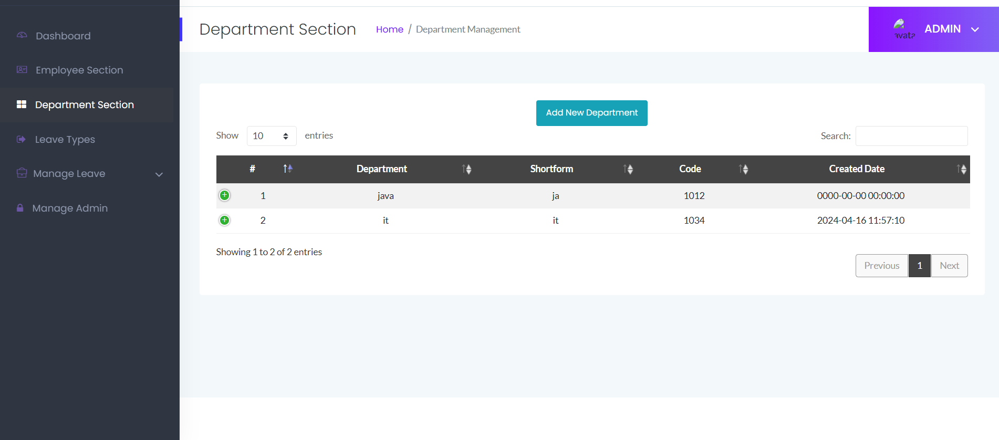 Dashboard
Employee Section
Department Section
Leave Types
Manage Leave
Manage Admin
Department Section Home / Department Management
avata ADMIN
Add New Department
Show 10 entries Search:
# Department Shortform Code Created Date
1 java ja 1012 0000-00-00 00:00:00
2 it it 1034 2024-04-16 11:57:10
Showing 1 to 2 of 2 entries
Previous 1 Next